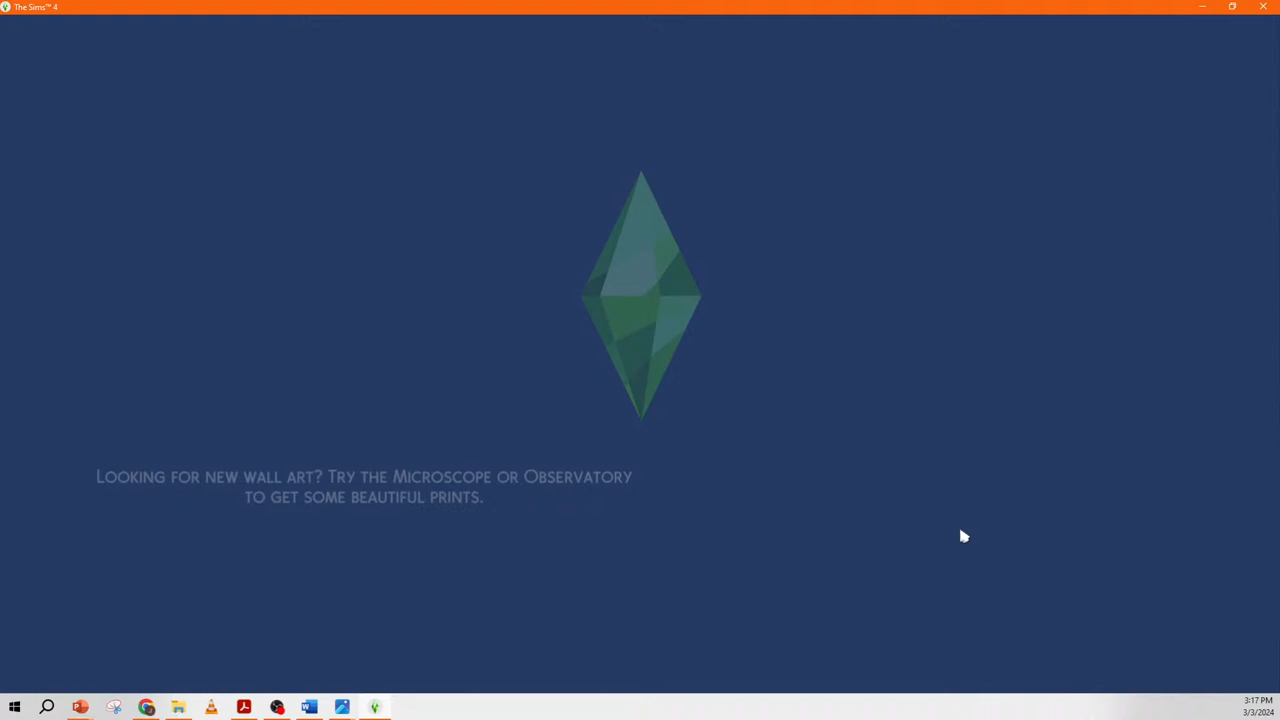 The Sims™ 4
LOOKING FOR NEW WALL ART? TRY THE MICROSCOPE OR OBSERVATORY
TO GET SOME BEAUTIFUL PRINTS.
3:17 PM
3/3/2024